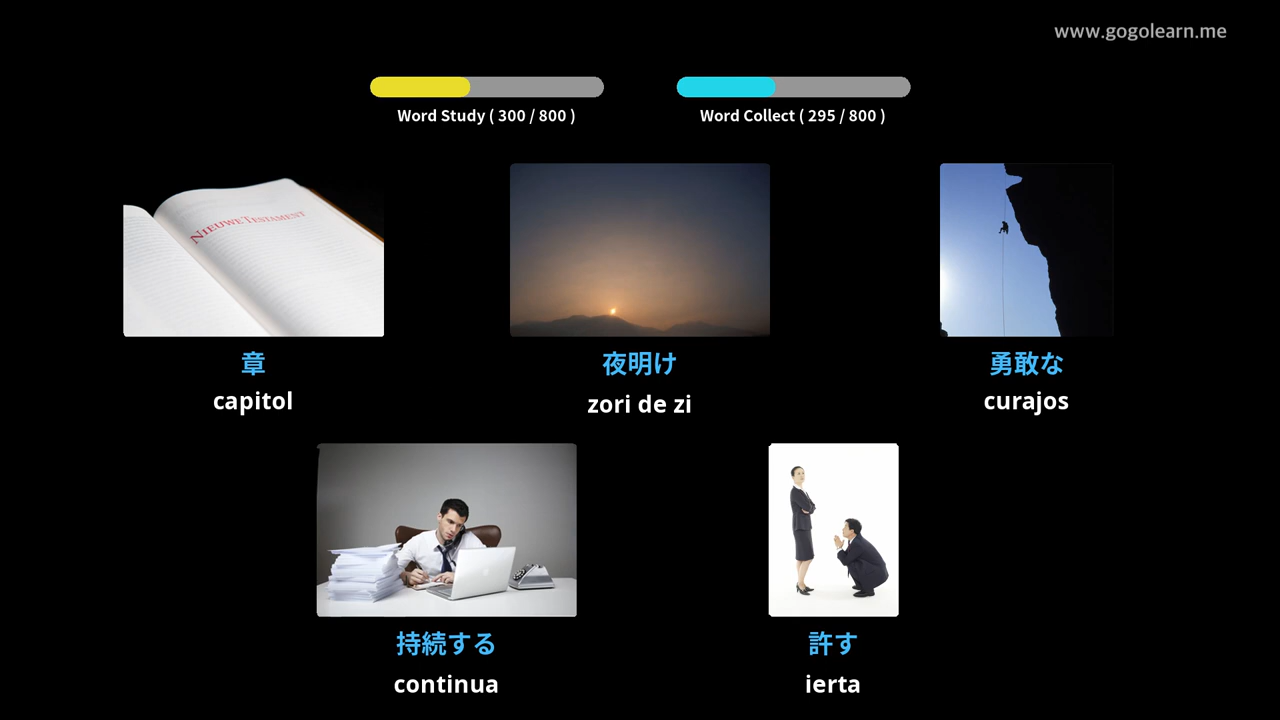 www.gogolearn.me
Word Study ( 300 / 800 )
Word Collect ( 295 / 800 )
NIEUWE TESTAMENT
章
capitol
夜明け
zori de zi
勇敢な
curajos
持続する
continua
許す
ierta